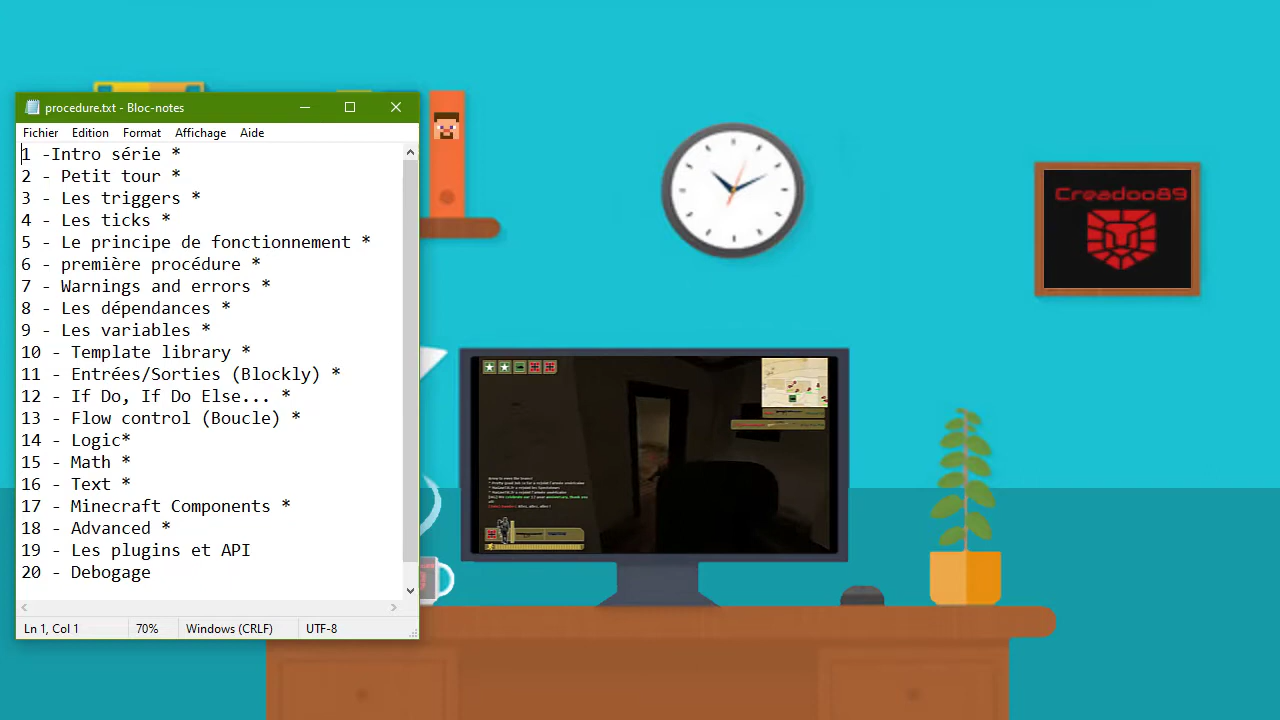 procedure.txt - Bloc-notes
Fichier Edition Format Affichage Aide
1 -Intro série *
2 - Petit tour *
3 - Les triggers *
4 - Les ticks *
5 - Le principe de fonctionnement *
6 - première procédure *
7 - Warnings and errors *
8 - Les dépendances *
9 - Les variables *
10 - Template library *
11 - Entrées/Sorties (Blockly) *
12 - If Do, If Do Else... *
13 - Flow control (Boucle) *
14 - Logic*
15 - Math *
16 - Text *
17 - Minecraft Components *
18 - Advanced *
19 - Les plugins et API
20 - Debogage
Ln 1, Col 1 70% Windows (CRLF) UTF-8
Creadoo89